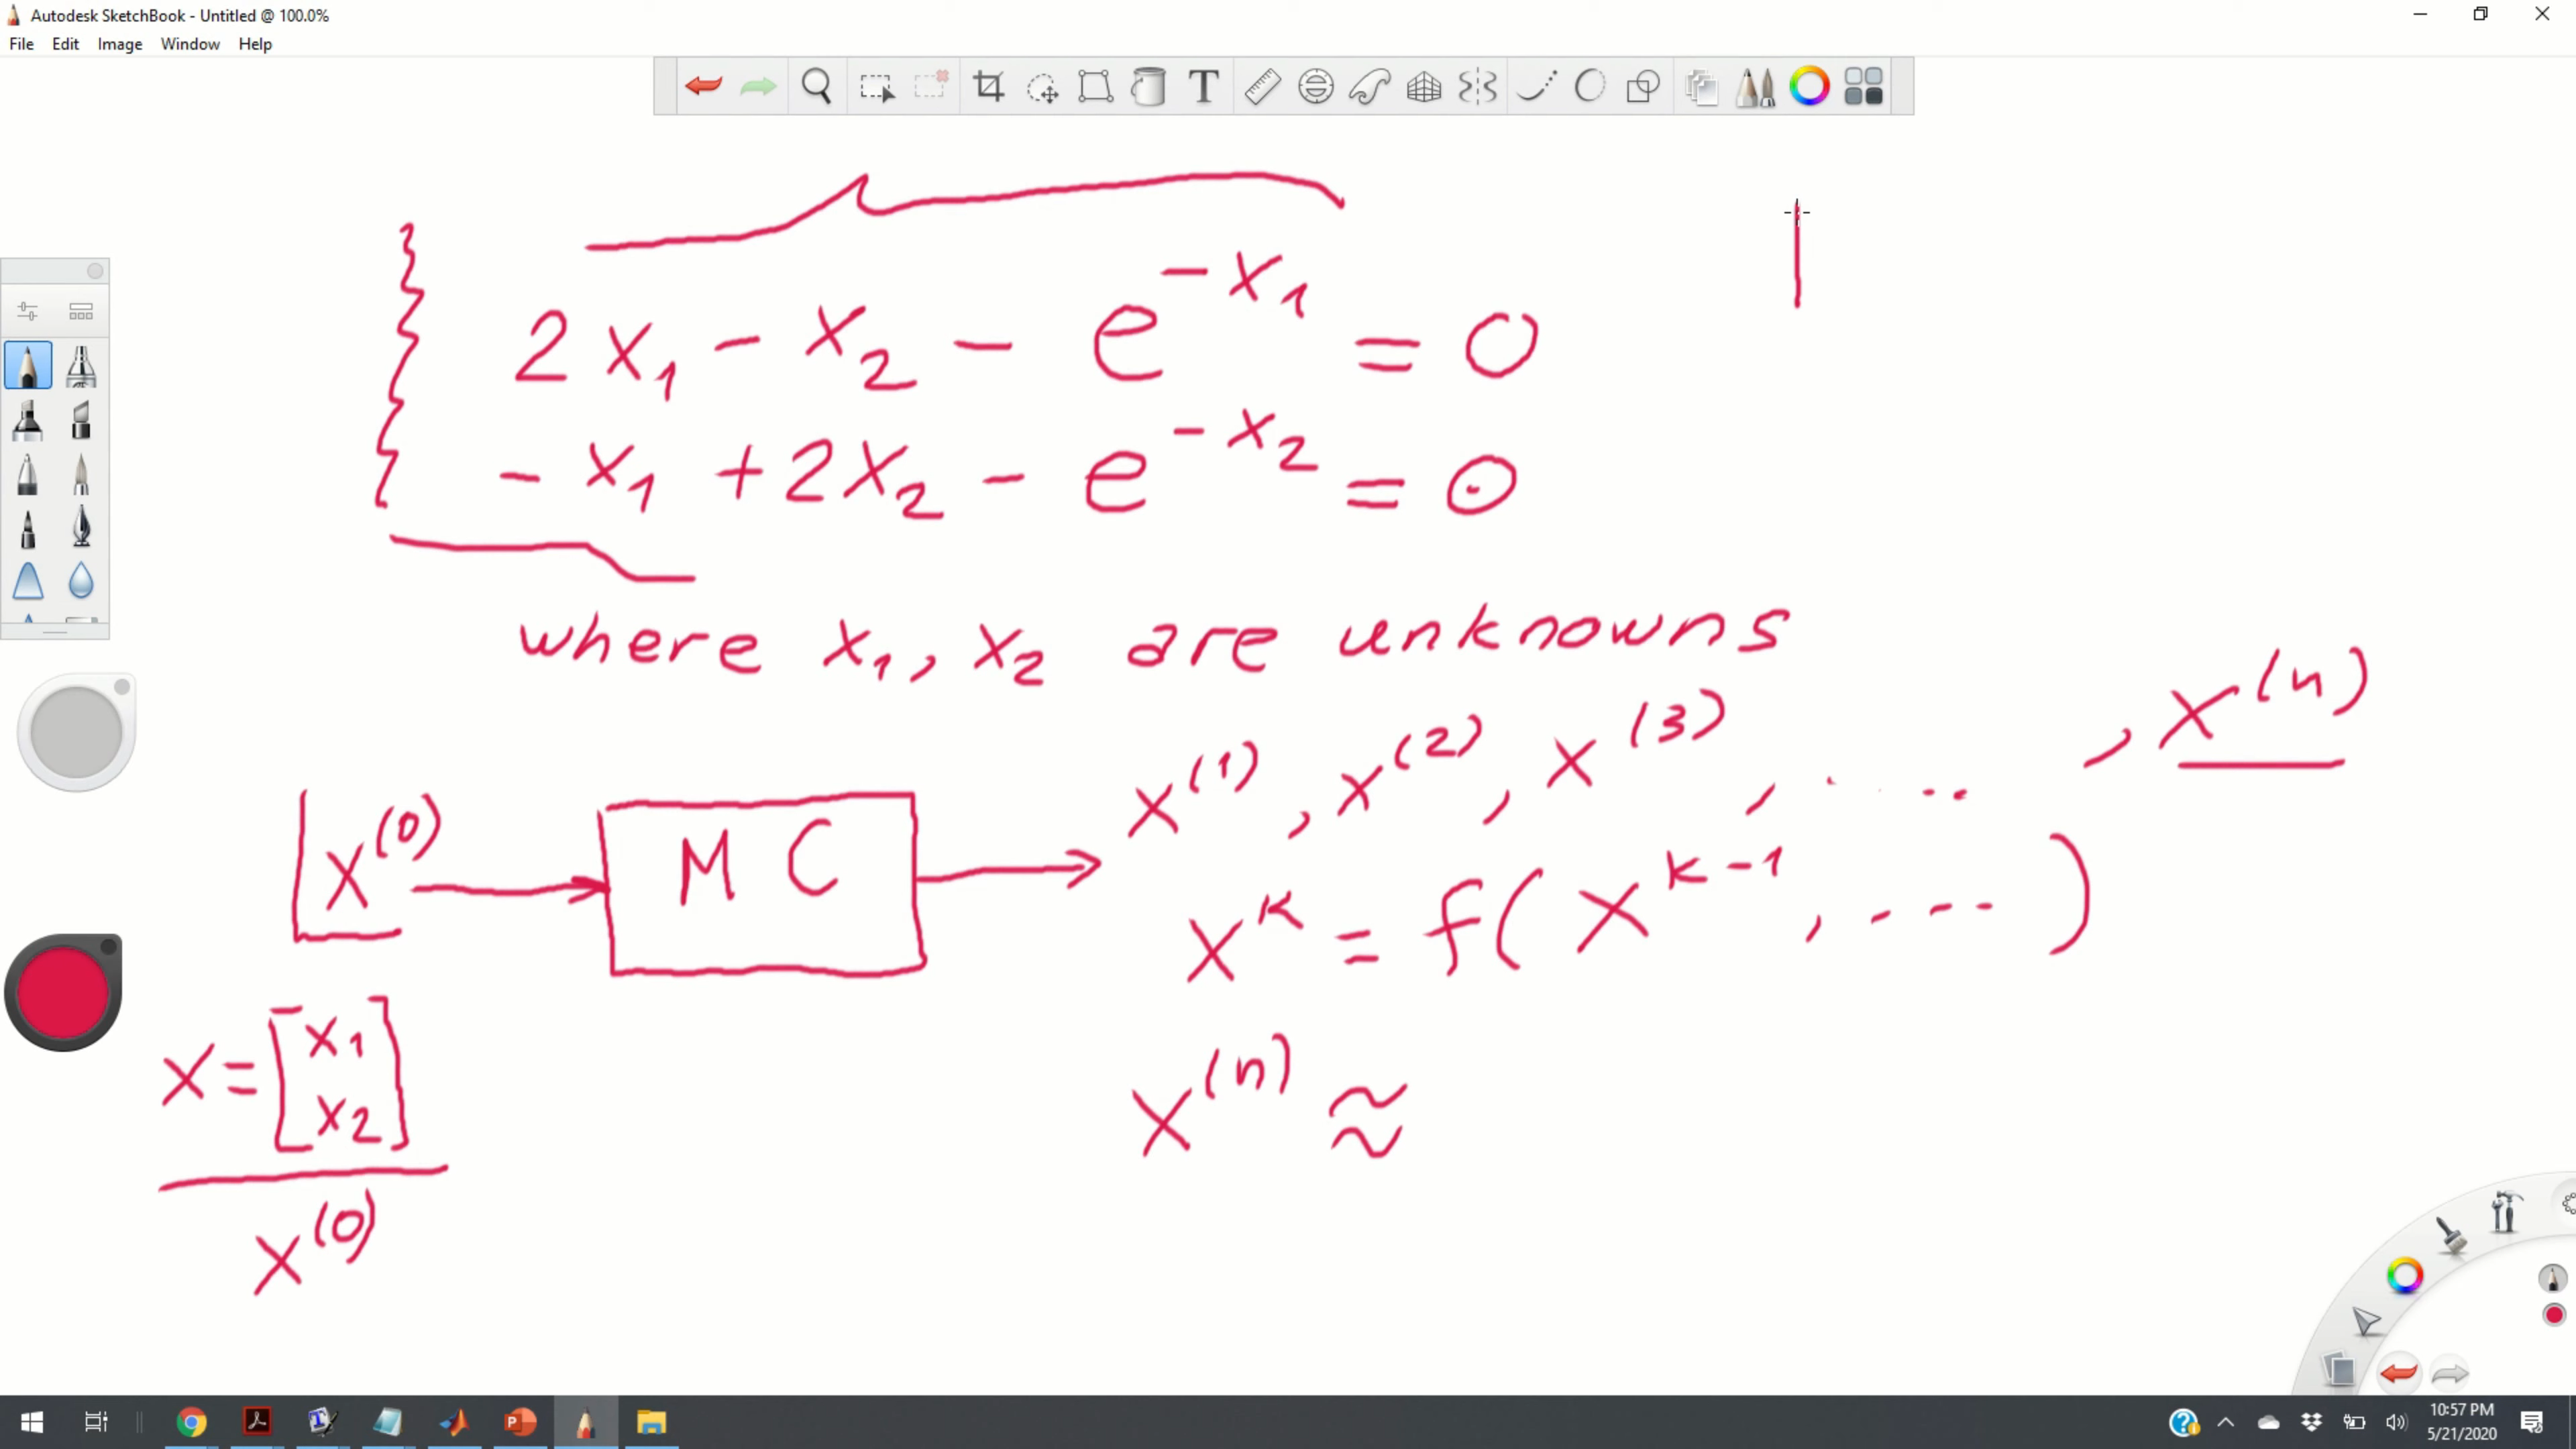 Autodesk SketchBook - Untitled @ 100.0%
File Edit Image Window Help
T
2x₁ - x₂ - e^{-x₁} = 0
-x₁ + 2x₂ - e^{-x₂} = 0
where x₁, x₂ are unknowns
x^{(1)}, x^{(2)}, x^{(3)}, ...., x^{(n)}
x^{(0)} → MC →
x^k = f(x^{k-1}, ....)
x = [x₁ x₂]
x^{(n)} ≈
x^{(0)}
10:57 PM
5/21/2020